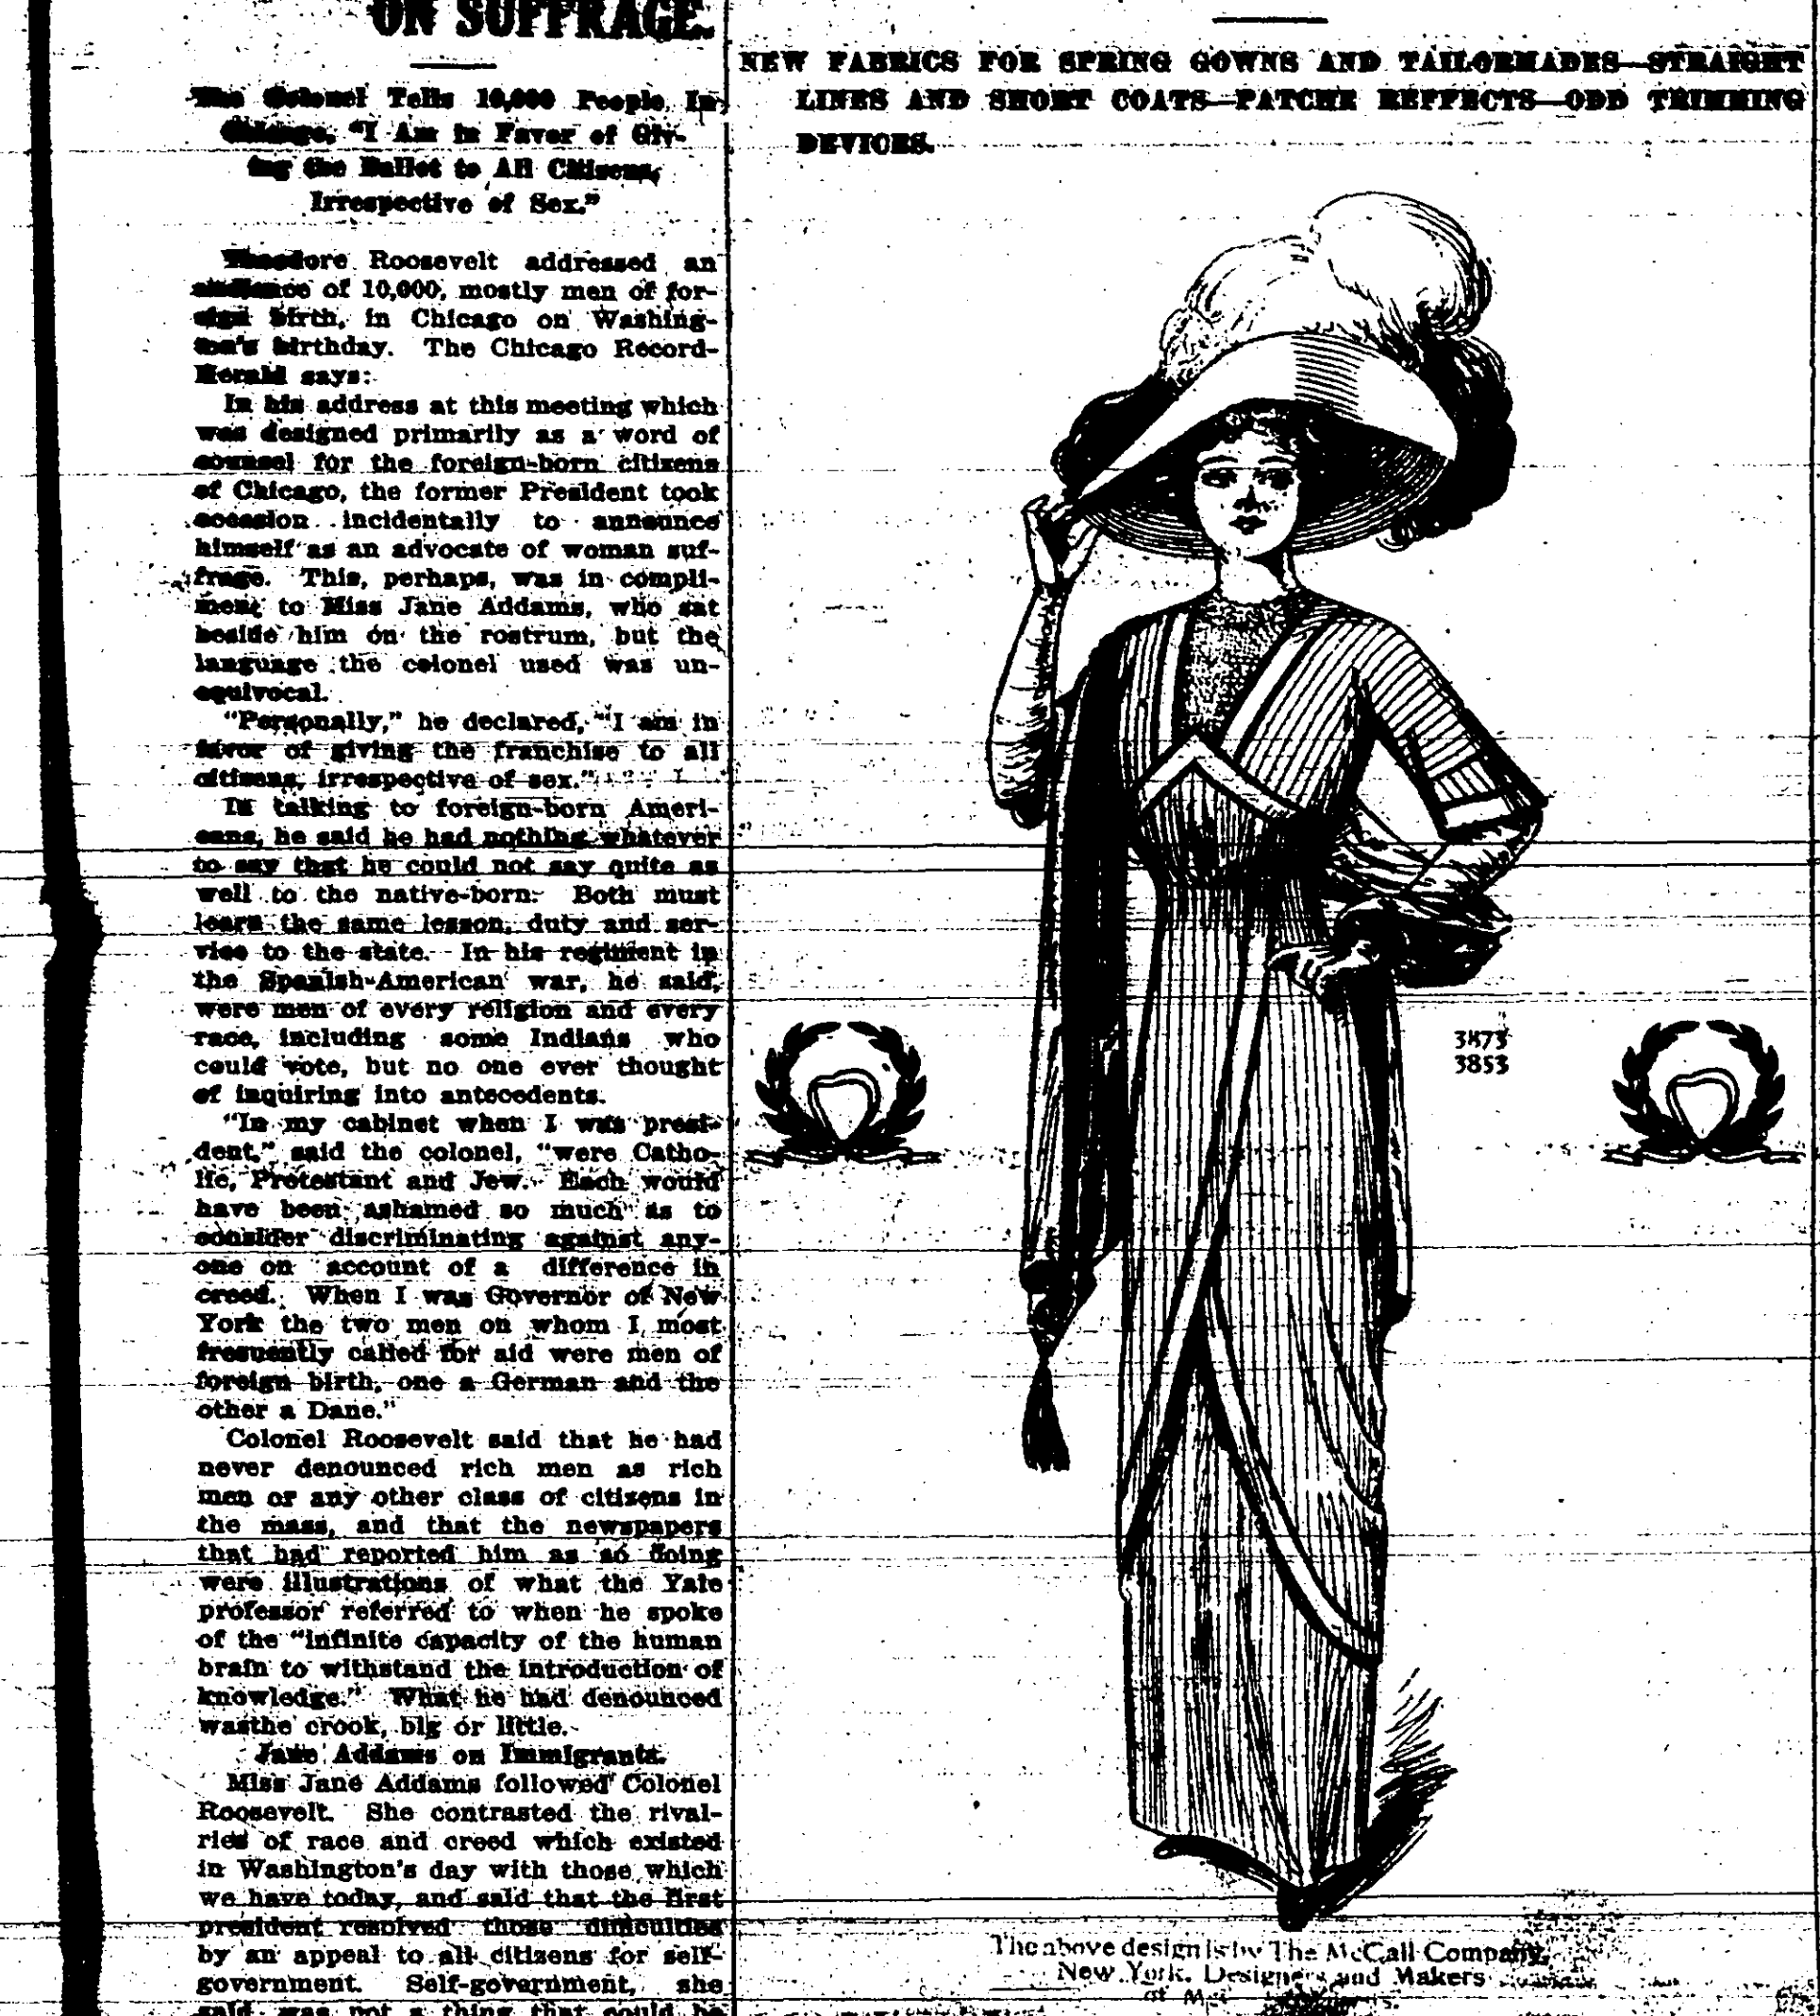 ON SUFFRAGE.
The Colonel Tells 10,000 People In
Chicago, "I Am in Favor of Giv-
ing the Ballot to All Citizens,
Irrespective of Sex."
Theodore Roosevelt addressed an
audience of 10,000, mostly men of for-
eign birth, in Chicago on Washing-
ton's birthday. The Chicago Record-
Herald says:
In his address at this meeting which
was designed primarily as a word of
counsel for the foreign-born citizens
of Chicago, the former President took
occasion incidentally to announce
himself as an advocate of woman suf-
frage. This, perhaps, was in compli-
ment to Miss Jane Addams, who sat
beside him on the rostrum, but the
language the colonel used was un-
equivocal.
"Personally," he declared, "I am in
favor of giving the franchise to all
citizens, irrespective of sex."
In talking to foreign-born Ameri-
cans, he said he had nothing whatever
to say that he could not say quite as
well to the native-born. Both must
learn the same lesson, duty and ser-
vice to the state. In his regiment in
the Spanish-American war, he said,
were men of every religion and every
race, including some Indians who
could vote, but no one ever thought
of inquiring into antecedents.
"In my cabinet when I was presi-
dent," said the colonel, "were Catho-
lic, Protestant and Jew. Each would
have been ashamed so much as to
consider discriminating against any-
one on account of a difference in
creed. When I was Governor of New
York the two men on whom I most
frequently called for aid were men of
foreign birth, one a German and the
other a Dane."
Colonel Roosevelt said that he had
never denounced rich men as rich
men or any other class of citizens in
the mass, and that the newspapers
that had reported him as so doing
were illustrations of what the Yale
professor referred to when he spoke
of the "infinite capacity of the human
brain to withstand the introduction of
knowledge." What he had denounced
wasthe crook, big or little.
Jane Addams on Immigrants.
Miss Jane Addams followed Colonel
Roosevelt. She contrasted the rival-
ries of race and creed which existed
in Washington's day with those which
we have today, and said that the first
president resolved those difficulties
by an appeal to all citizens for self-
government. Self-government, she
said, was not a thing that could be
NEW FABRICS FOR SPRING GOWNS AND TAILORMADES—STRAIGHT
LINES AND SHORT COATS—PATCHE REFFECTS—ODD TRIMMING
DEVICES.
3873
3853
The above design is by The McCall Company,
New York, Designers and Makers
of